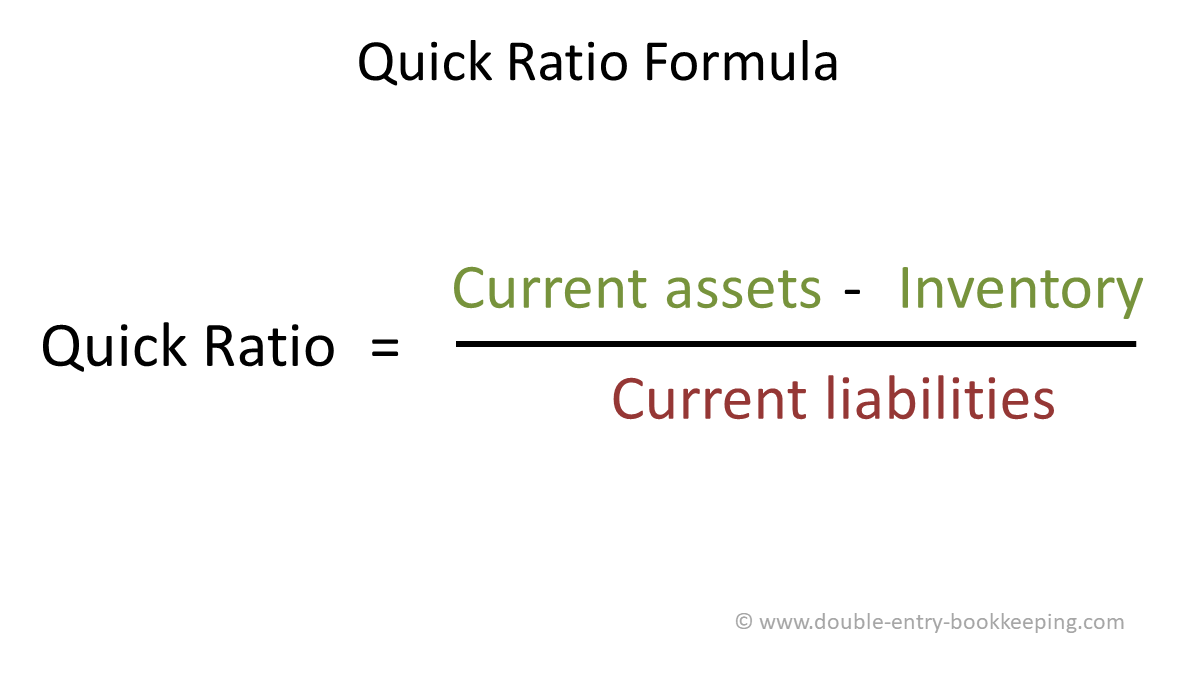 Quick Ratio Formula
Quick Ratio =
Current assets - Inventory
Current liabilities
© www.double-entry-bookkeeping.com